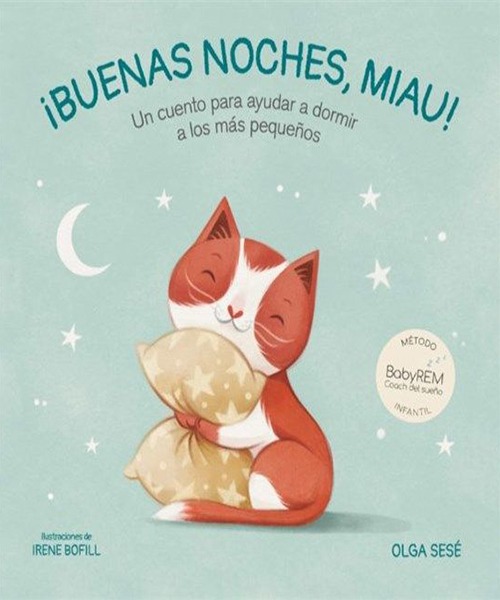 ¡BUENAS NOCHES, MIAU!
Un cuento para ayudar a dormir
a los más pequeños
MÉTODO
zzz
BabyREM
Coach del sueño
INFANTIL
Ilustraciones de
IRENE BOFILL
OLGA SESÉ